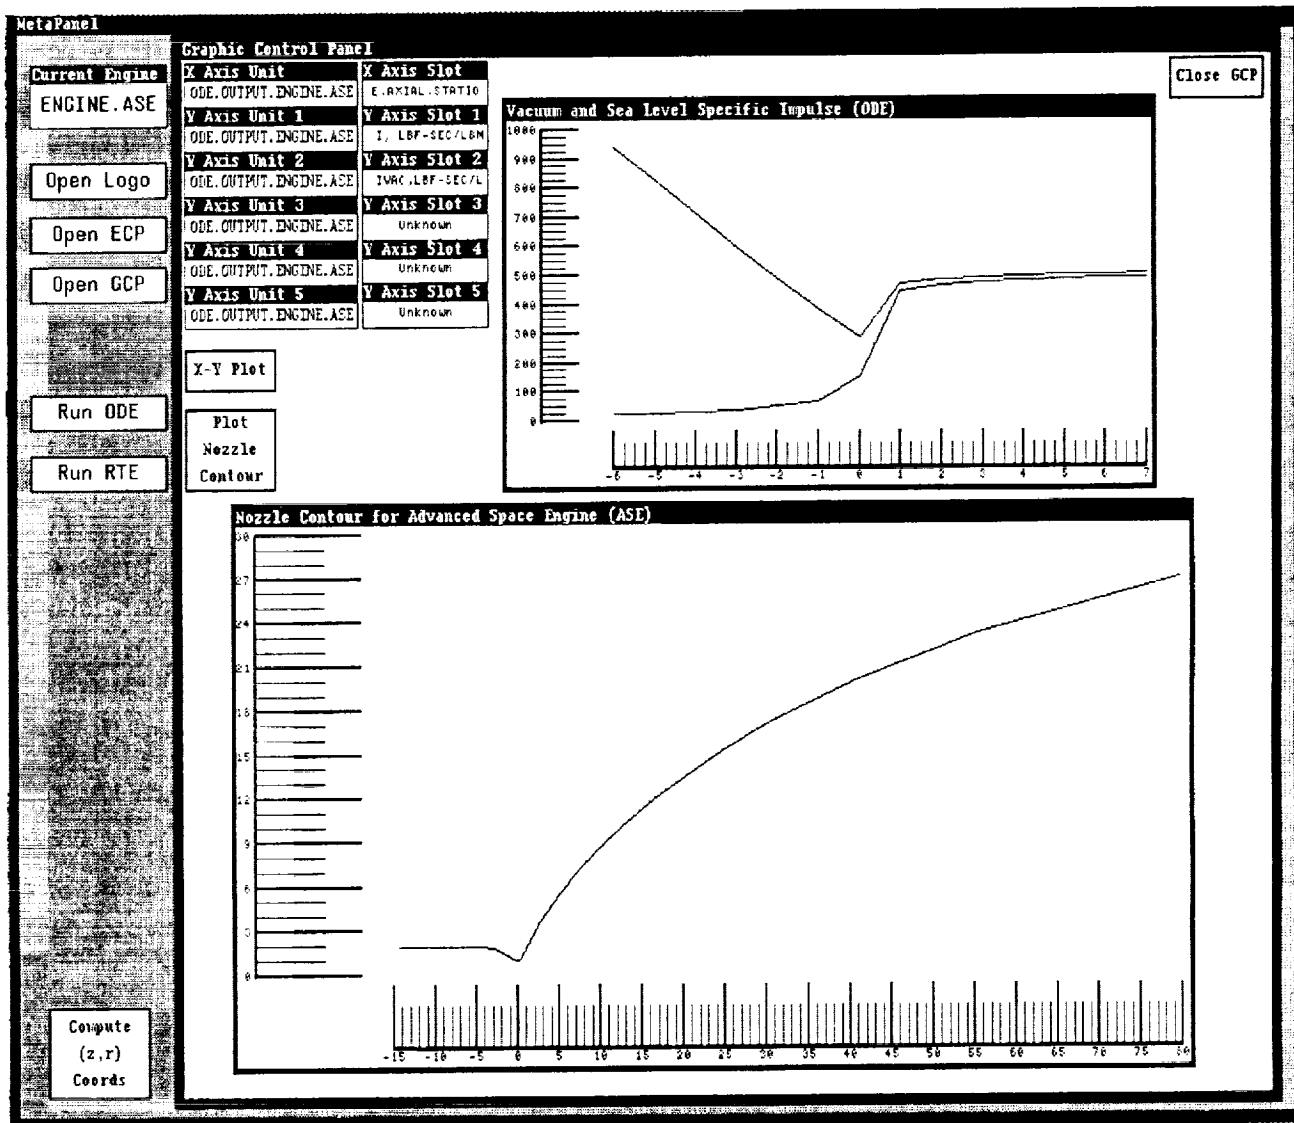 MetaPanel
Graphic Control Panel
Current Engine
ENGINE.ASE
Open Logo
Open ECP
Open GCP
Run ODE
Run RTE
Compute
(z,r)
Coords
X Axis Unit
ODE.OUTPUT.ENGINE.ASE
Y Axis Unit 1
ODE.OUTPUT.ENGINE.ASE
Y Axis Unit 2
ODE.OUTPUT.ENGINE.ASE
Y Axis Unit 3
ODE.OUTPUT.ENGINE.ASE
Y Axis Unit 4
ODE.OUTPUT.ENGINE.ASE
Y Axis Unit 5
ODE.OUTPUT.ENGINE.ASE
X Axis Slot
E.AXIAL.STATIO
Y Axis Slot 1
I, LBF-SEC/LBM
Y Axis Slot 2
IVAC,LBF-SEC/L
Y Axis Slot 3
Unknown
Y Axis Slot 4
Unknown
Y Axis Slot 5
Unknown
X-Y Plot
Plot
Nozzle
Contour
Close GCP
Vacuum and Sea Level Specific Impulse (ODE)
1000
900
800
700
600
500
400
300
200
100
0
-6 -5 -4 -3 -2 -1 0 1 2 3 4 5 6 7
Nozzle Contour for Advanced Space Engine (ASE)
30
27
24
21
18
15
12
9
6
3
0
-15 -10 -5 0 5 10 15 20 25 30 35 40 45 50 55 60 65 70 75 80